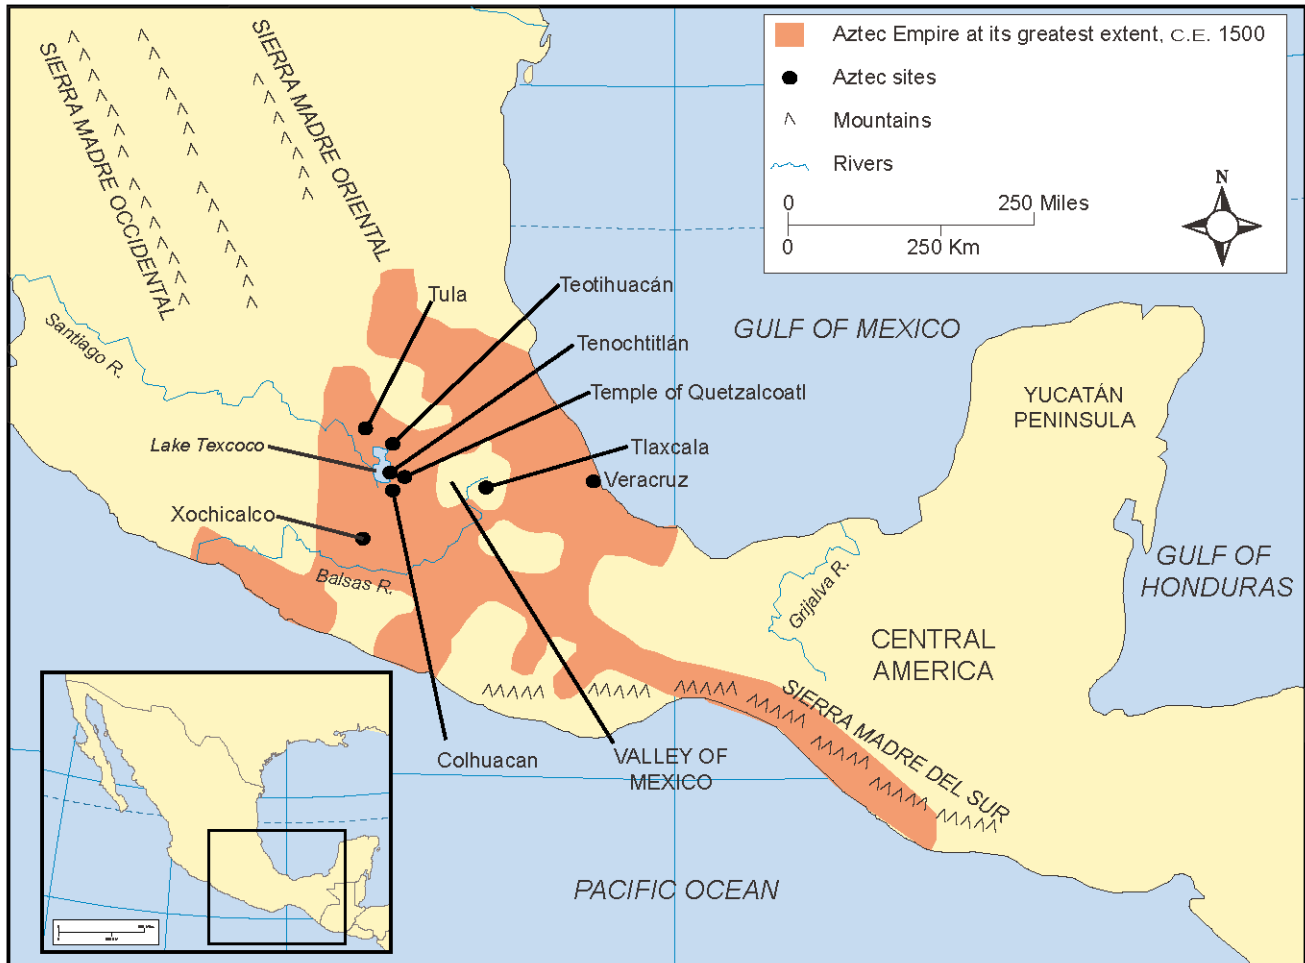 Aztec Empire at its greatest extent, C.E. 1500
Aztec sites
Mountains
Rivers
0 250 Miles
0 250 Km
N
SIERRA MADRE OCCIDENTAL
SIERRA MADRE ORIENTAL
Santiago R.
Tula
Teotihuacán
Tenochtitlán
Temple of Quetzalcoatl
Lake Texcoco
Tlaxcala
Veracruz
Xochicalco
Balsas R.
Colhuacan
VALLEY OF
MEXICO
GULF OF MEXICO
YUCATÁN
PENINSULA
GULF OF
HONDURAS
Grijalva R.
CENTRAL
AMERICA
SIERRA MADRE DEL SUR
PACIFIC OCEAN